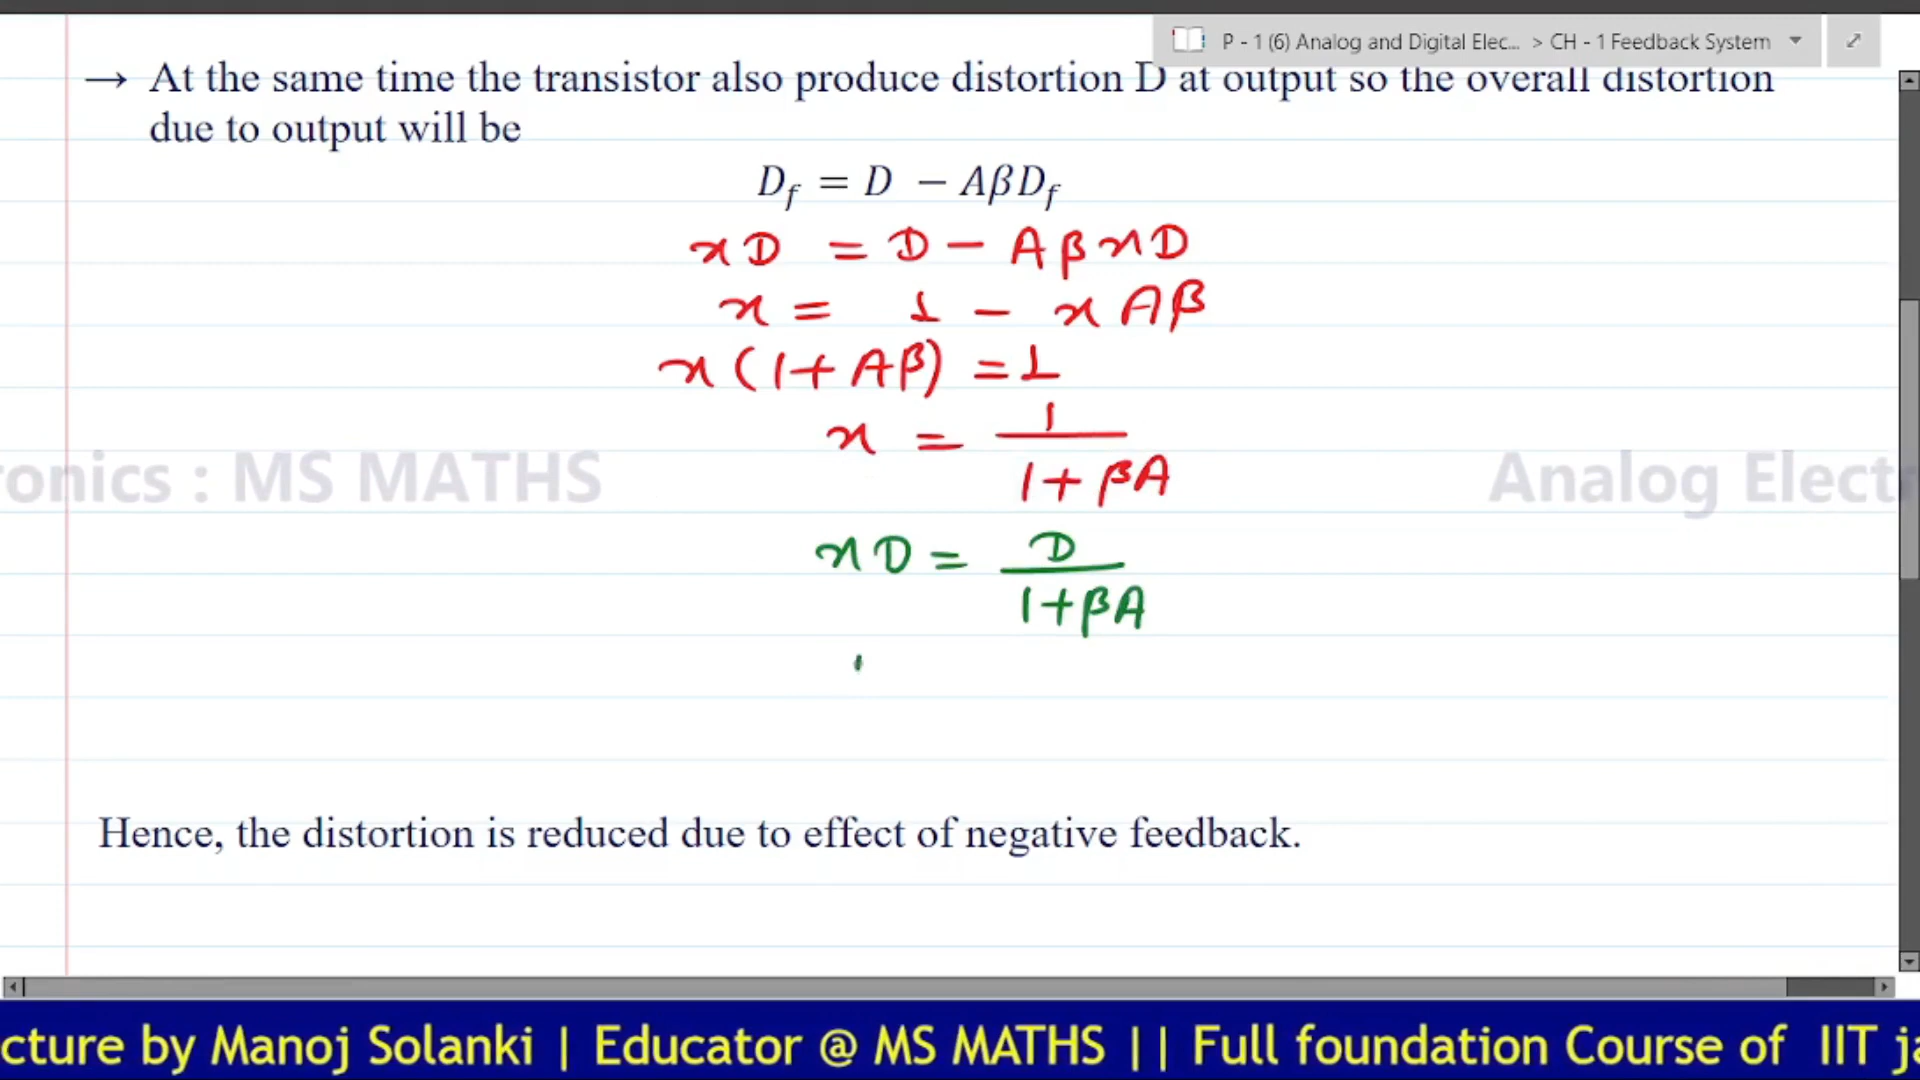 P - 1 (6) Analog and Digital Elec... > CH - 1 Feedback System
→ At the same time the transistor also produce distortion D at output so the overall distortion
due to output will be
D_f = D - AβD_f
xD = D - AβxD
x = 1 - xAβ
x(1+Aβ) = 1
x = 1/(1+βA)
ronics : MS MATHS
Analog Electr
xD = D/(1+βA)
Hence, the distortion is reduced due to effect of negative feedback.
cture by Manoj Solanki | Educator @ MS MATHS || Full foundation Course of IIT ja